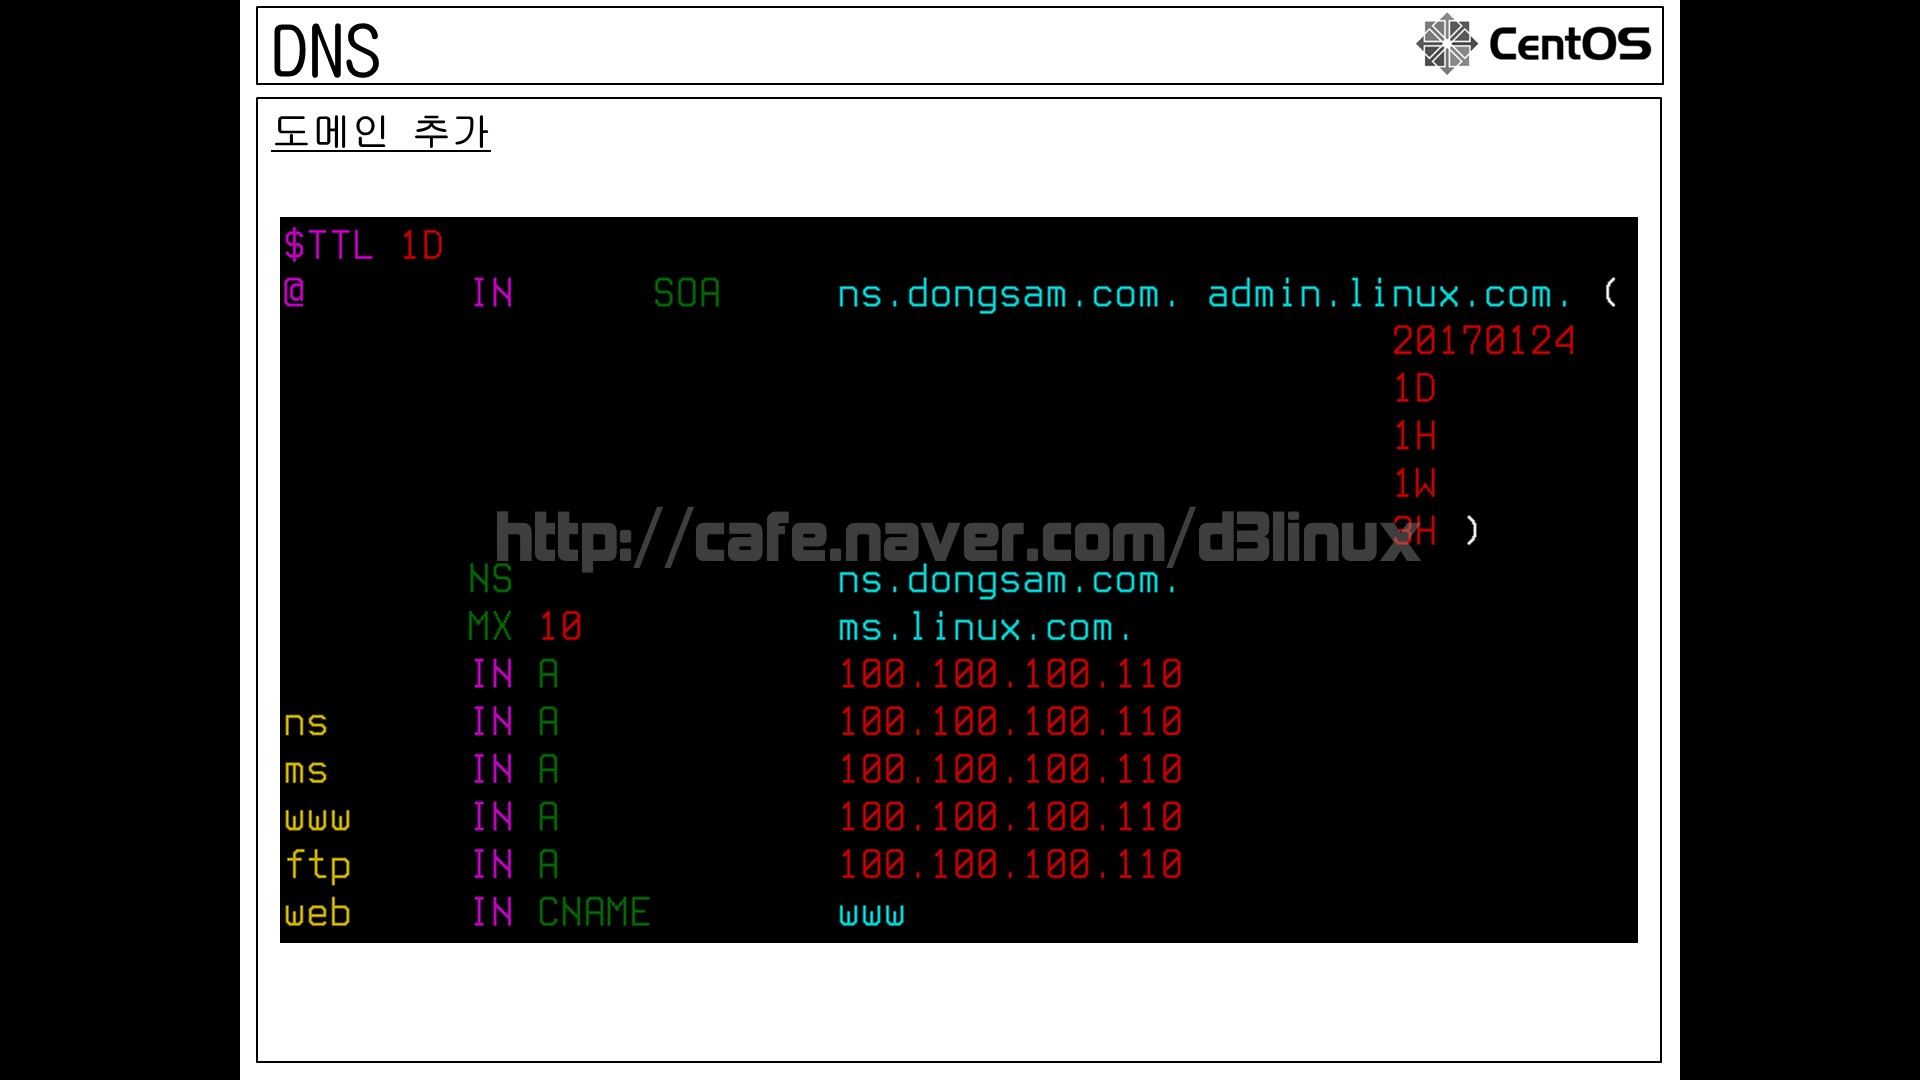 DNS
CentOS
도메인 추가
$TTL 1D
@ IN SOA ns.dongsam.com. admin.linux.com. (
20170124
1D
1H
1W
3H )
http://cafe.naver.com/d3linux
NS ns.dongsam.com.
MX 10 ms.linux.com.
IN A 100.100.100.110
ns IN A 100.100.100.110
ms IN A 100.100.100.110
www IN A 100.100.100.110
ftp IN A 100.100.100.110
web IN CNAME www